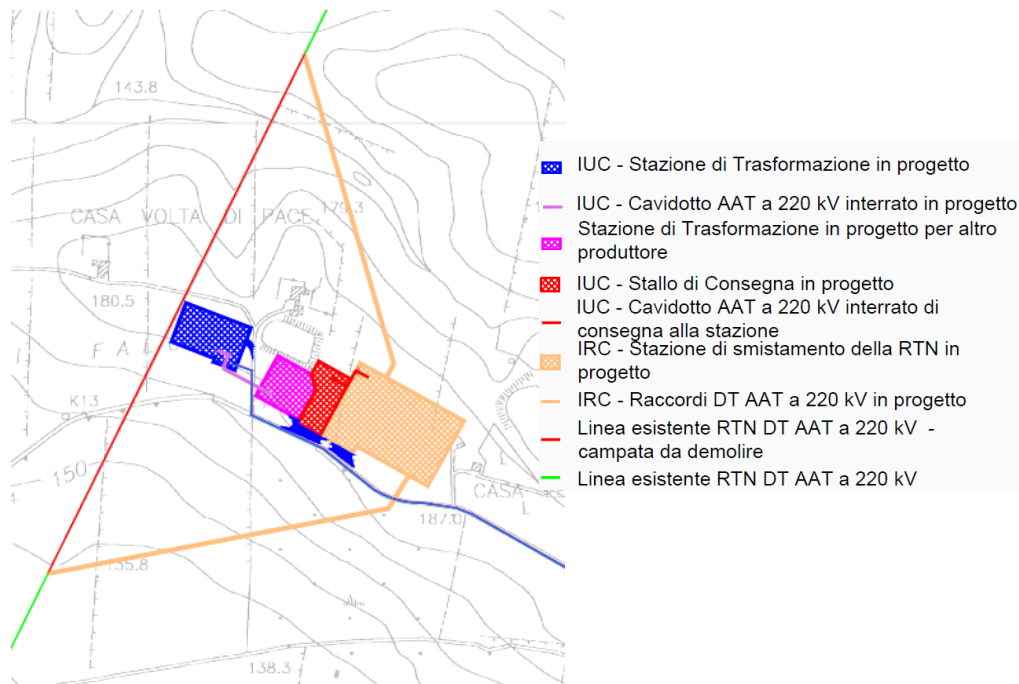 143.8
CASA VOLTA DI PACE 179.3
180.5
FAL
K13
150
187.0
CASA
L
L
135.8
138.3
IUC - Stazione di Trasformazione in progetto
IUC - Cavidotto AAT a 220 kV interrato in progetto
Stazione di Trasformazione in progetto per altro
produttore
IUC - Stallo di Consegna in progetto
IUC - Cavidotto AAT a 220 kV interrato di
consegna alla stazione
IRC - Stazione di smistamento della RTN in
progetto
IRC - Raccordi DT AAT a 220 kV in progetto
Linea esistente RTN DT AAT a 220 kV -
campata da demolire
Linea esistente RTN DT AAT a 220 kV